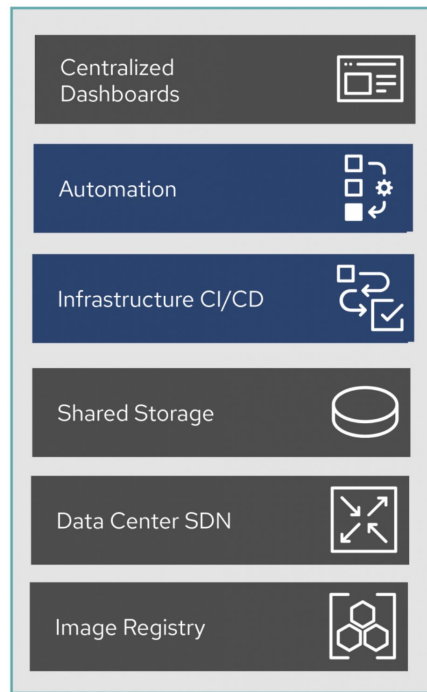 Centralized
Dashboards
Automation
Infrastructure CI/CD
Shared Storage
Data Center SDN
Image Registry